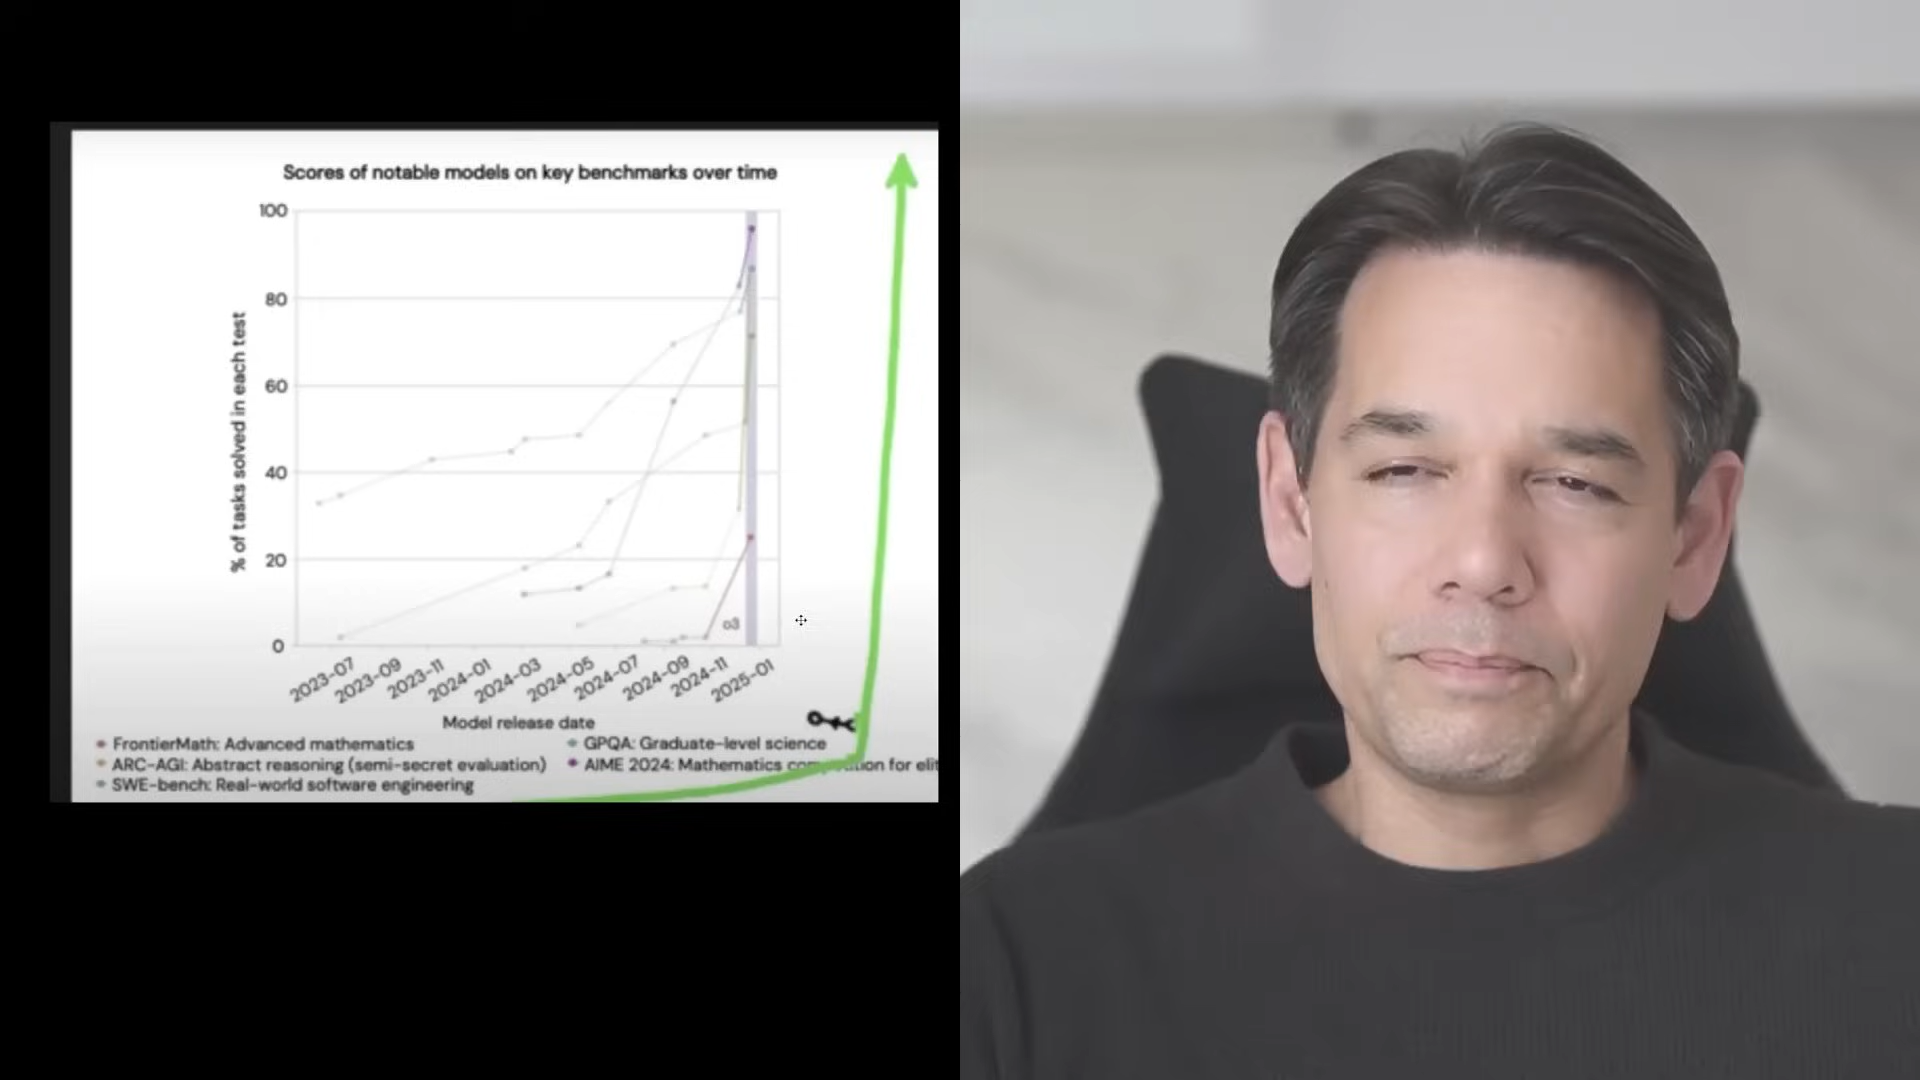 Scores of notable models on key benchmarks over time
% of tasks solved in each test
100
80
60
40
20
0
o3
2023-07
2023-09
2023-11
2024-01
2024-03
2024-05
2024-07
2024-09
2024-11
2025-01
Model release date
FrontierMath: Advanced mathematics
GPQA: Graduate-level science
ARC-AGI: Abstract reasoning (semi-secret evaluation)
AIME 2024: Mathematics competition for elit
SWE-bench: Real-world software engineering